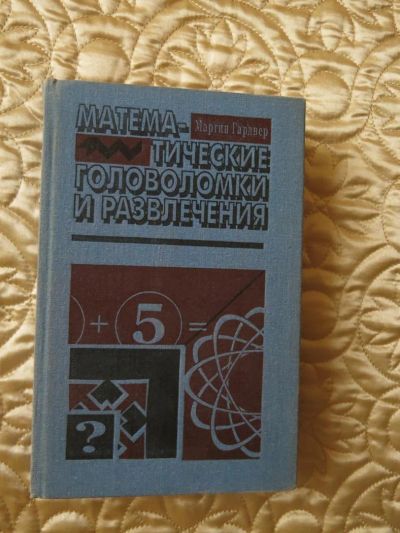 МАТЕМА-
Мартин Гарднер
ТИЧЕСКИЕ
ГОЛОВОЛОМКИ
И РАЗВЛЕЧЕНИЯ
) + 5 =
?